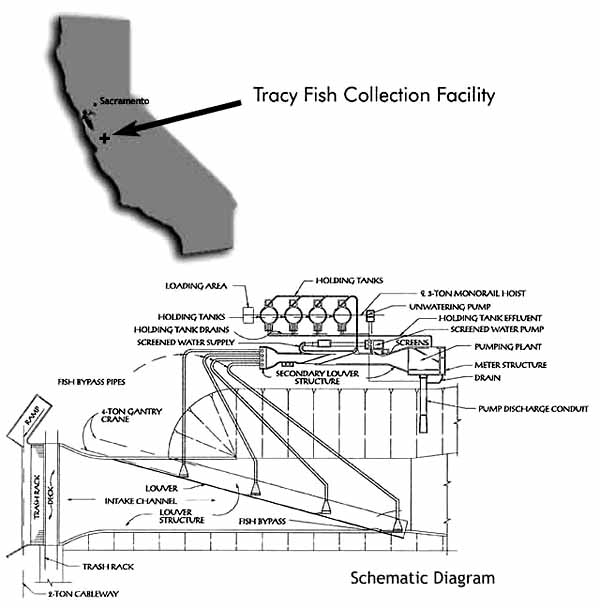 Sacramento
Tracy Fish Collection Facility
HOLDING TANKS
LOADING AREA
2, 3-TON MONORAIL HOIST
UNWATERING PUMP
HOLDING TANKS
HOLDING TANK EFFLUENT
HOLDING TANK DRAINS
SCREENED WATER PUMP
SCREENED WATER SUPPLY
SCREENS
PUMPING PLANT
METER STRUCTURE
SECONDARY LOUVER
STRUCTURE
DRAIN
FISH BYPASS PIPES
PUMP DISCHARGE CONDUIT
RAMP
4-TON GANTRY
CRANE
TRASH RACK
DECK
LOUVER
INTAKE CHANNEL
LOUVER
STRUCTURE
FISH BYPASS
TRASH RACK
2-TON CABLEWAY
Schematic Diagram